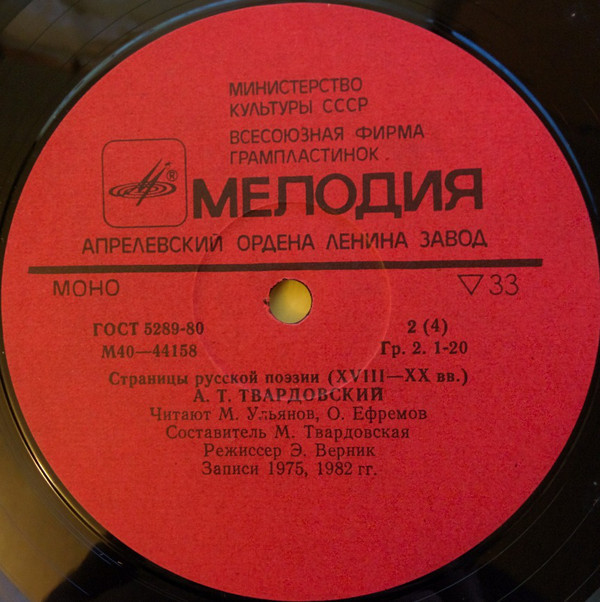 МИНИСТЕРСТВО
КУЛЬТУРЫ СССР
ВСЕСОЮЗНАЯ ФИРМА
ГРАМПЛАСТИНОК
®
МЕЛОДИЯ
АПРЕЛЕВСКИЙ ОРДЕНА ЛЕНИНА ЗАВОД
МОНО ▽33
ГОСТ 5289-80 2 (4)
М40—44158 Гр. 2. 1-20
Страницы русской поэзии (XVIII—XX вв.)
А. Т. ТВАРДОВСКИЙ
Читают М. Ульянов, О. Ефремов
Составитель М. Твардовская
Режиссер Э. Верник
Записи 1975, 1982 гг.